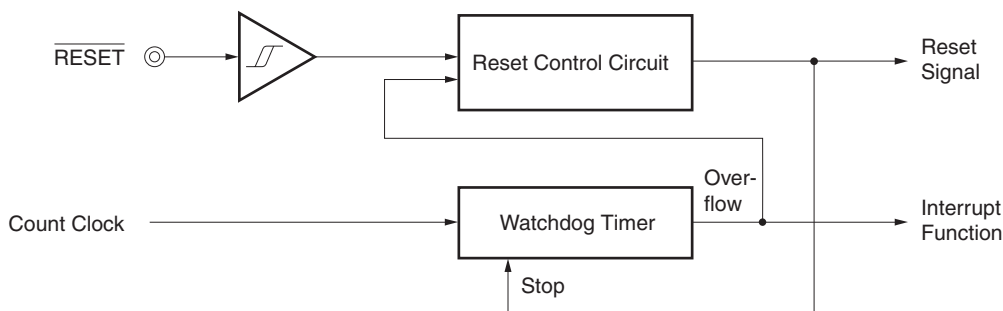 RESET
Reset Control Circuit
Reset
Signal
Over-
flow
Count Clock
Watchdog Timer
Interrupt
Function
Stop